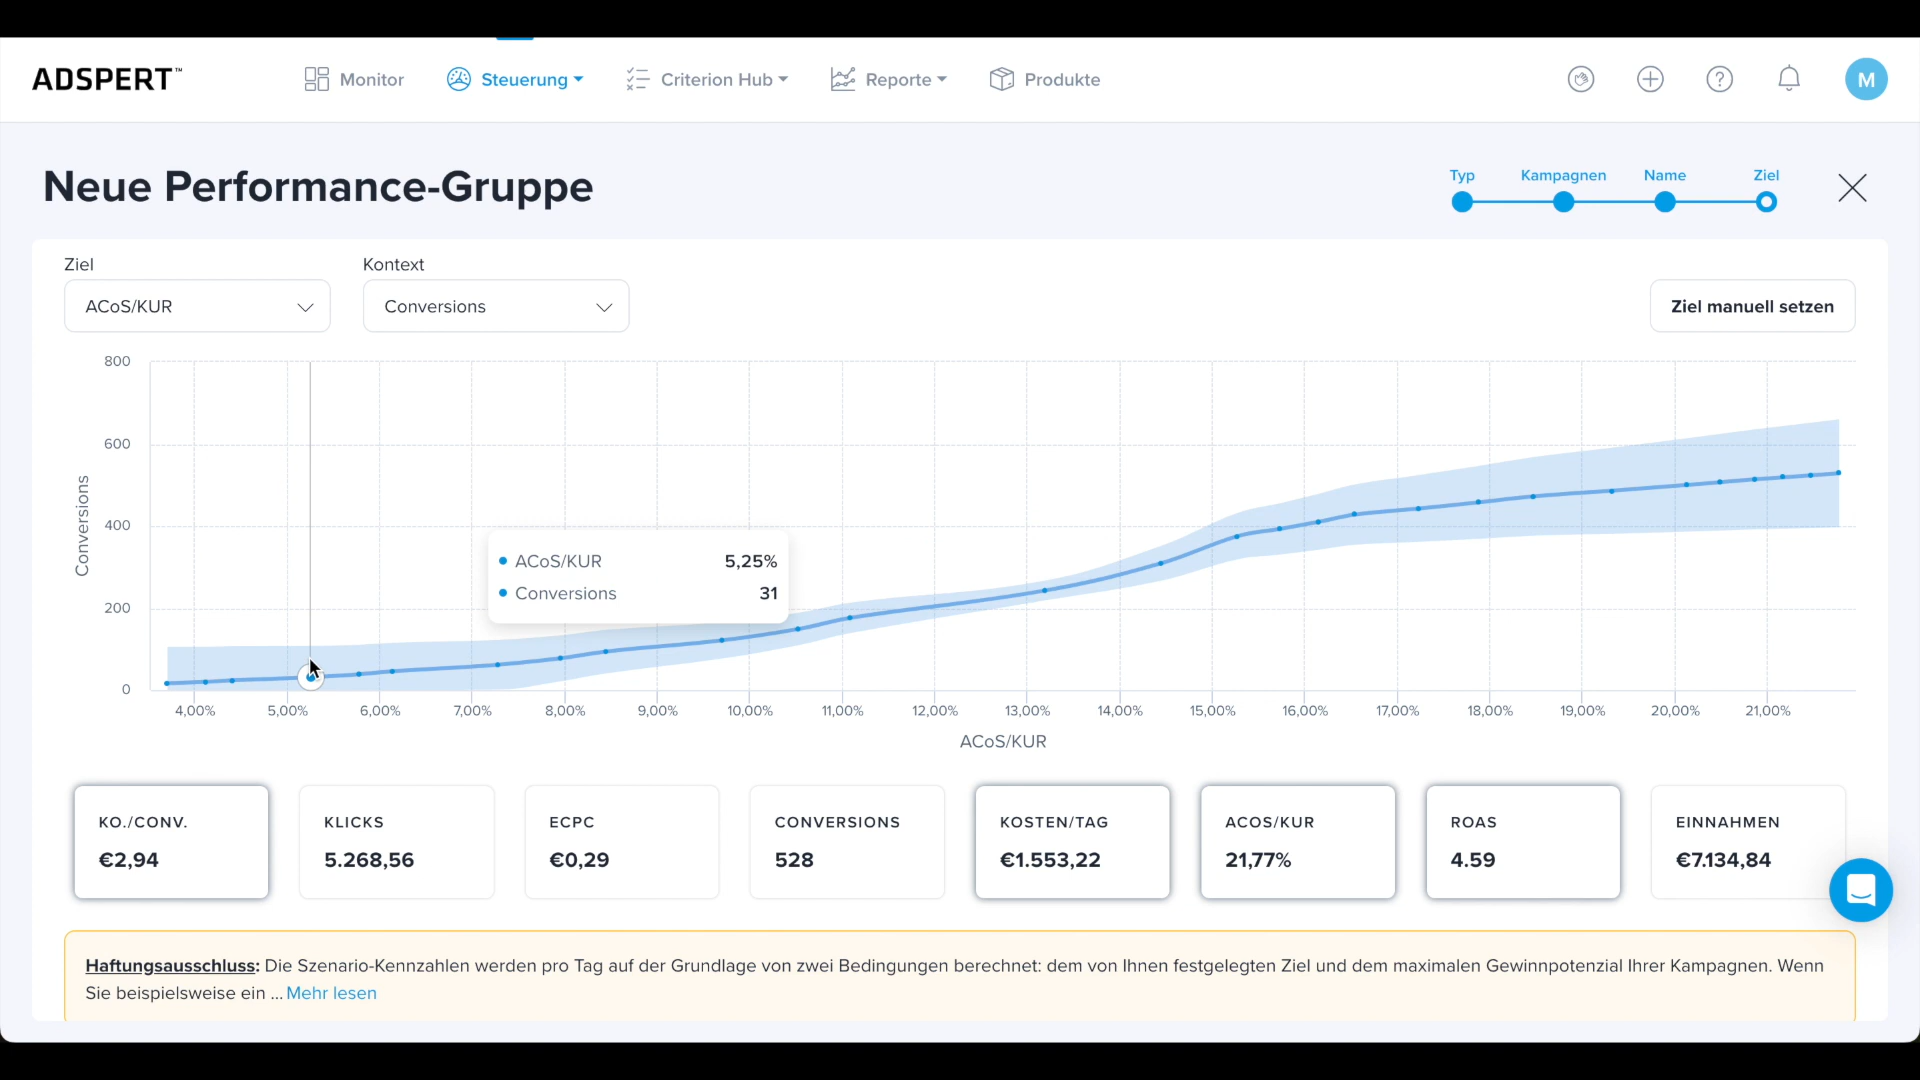 ADSPERT™
Monitor
Steuerung
Criterion Hub
Reporte
Produkte
M
Neue Performance-Gruppe
Typ
Kampagnen
Name
Ziel
Ziel
Kontext
ACoS/KUR
Conversions
Ziel manuell setzen
800
600
400
200
0
Conversions
ACoS/KUR 5,25%
Conversions 31
4,00% 5,00% 6,00% 7,00% 8,00% 9,00% 10,00% 11,00% 12,00% 13,00% 14,00% 15,00% 16,00% 17,00% 18,00% 19,00% 20,00% 21,00%
ACoS/KUR
KO./CONV.
€2,94
KLICKS
5.268,56
ECPC
€0,29
CONVERSIONS
528
KOSTEN/TAG
€1.553,22
ACOS/KUR
21,77%
ROAS
4.59
EINNAHMEN
€7.134,84
Haftungsausschluss: Die Szenario-Kennzahlen werden pro Tag auf der Grundlage von zwei Bedingungen berechnet: dem von Ihnen festgelegten Ziel und dem maximalen Gewinnpotenzial Ihrer Kampagnen. Wenn
Sie beispielsweise ein ... Mehr lesen